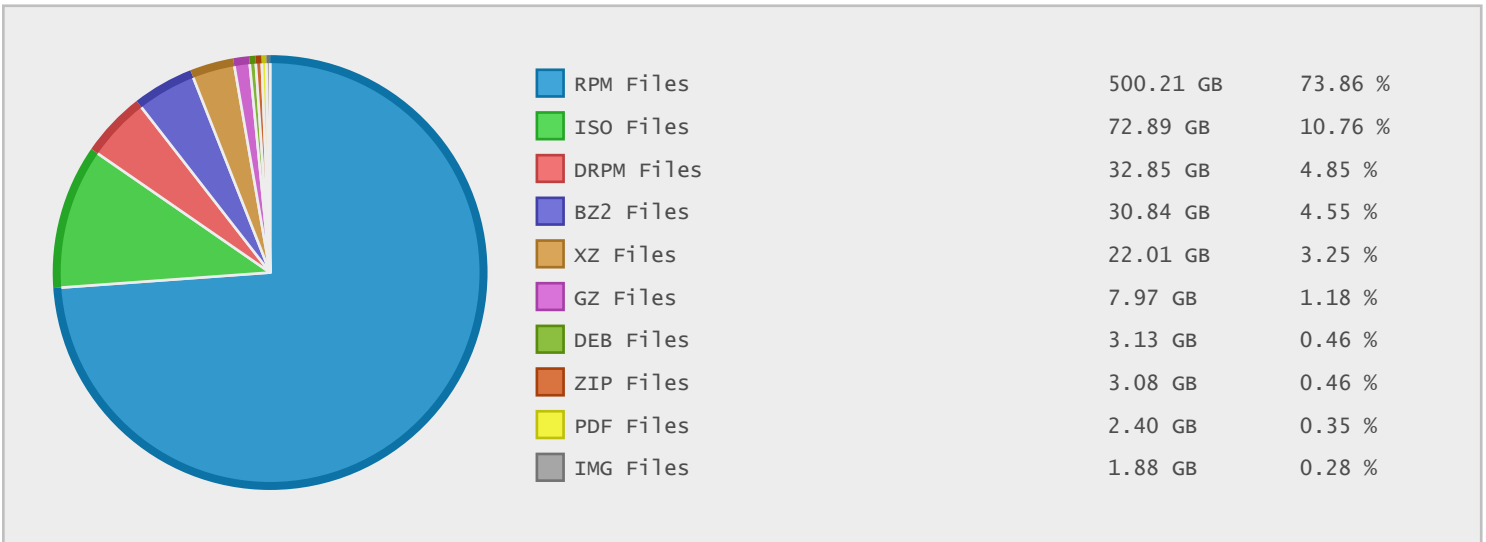 RPM Files 500.21 GB 73.86 %
ISO Files 72.89 GB 10.76 %
DRPM Files 32.85 GB 4.85 %
BZ2 Files 30.84 GB 4.55 %
XZ Files 22.01 GB 3.25 %
GZ Files 7.97 GB 1.18 %
DEB Files 3.13 GB 0.46 %
ZIP Files 3.08 GB 0.46 %
PDF Files 2.40 GB 0.35 %
IMG Files 1.88 GB 0.28 %